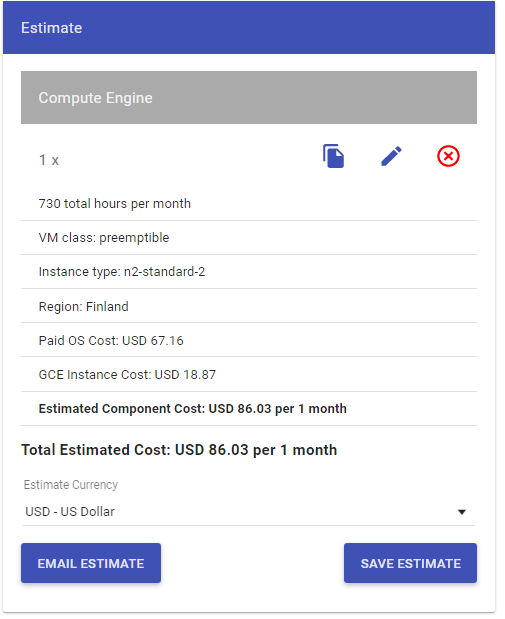 Estimate
Compute Engine
1 x
730 total hours per month
VM class: preemptible
Instance type: n2-standard-2
Region: Finland
Paid OS Cost: USD 67.16
GCE Instance Cost: USD 18.87
Estimated Component Cost: USD 86.03 per 1 month
Total Estimated Cost: USD 86.03 per 1 month
Estimate Currency
USD - US Dollar
EMAIL ESTIMATE
SAVE ESTIMATE